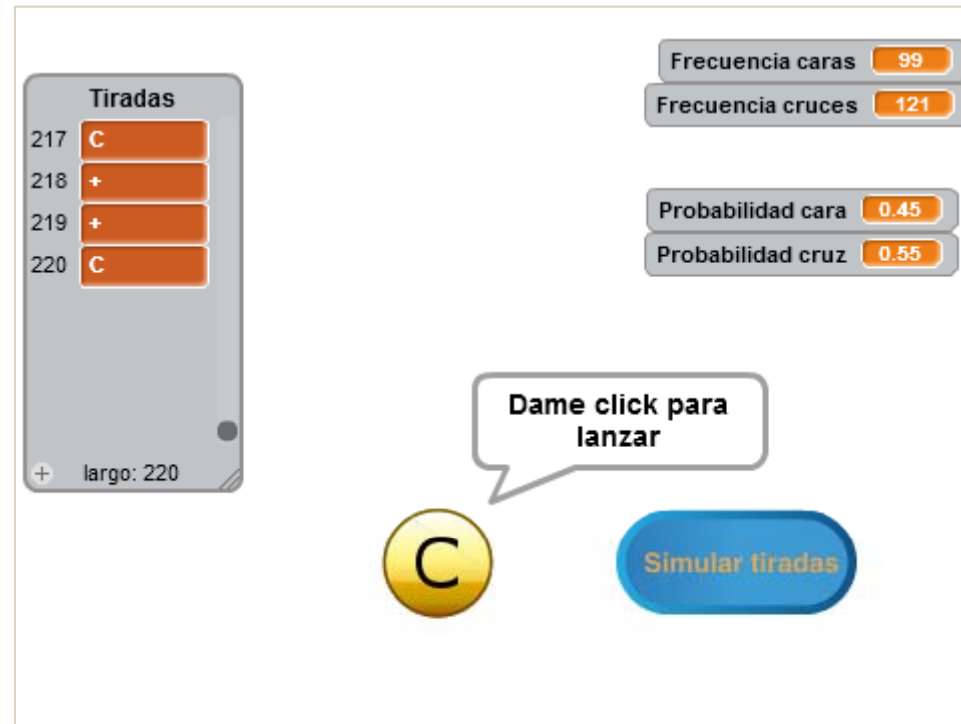 Frecuencia caras 99
Frecuencia cruces 121
Tiradas
217 C
218 +
219 +
220 C
+ largo: 220
Probabilidad cara 0.45
Probabilidad cruz 0.55
Dame click para
lanzar
C
Simular tiradas